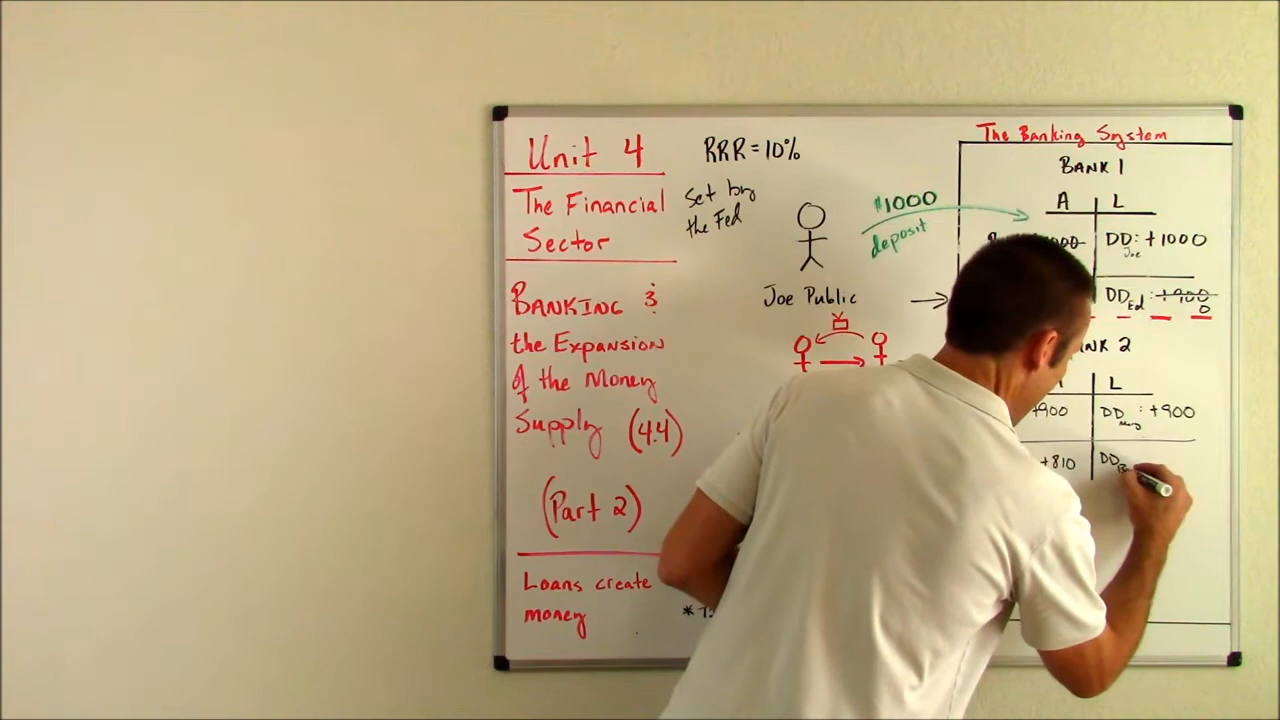 Unit 4
The Financial
Sector
BANKING &
the Expansion
of the Money
Supply (4.4)
(Part 2)
Loans create
money
RRR = 10%
Set by
the Fed
Joe Public
$1000
deposit
The Banking System
BANK 1
A L
DD: +1000
Joe
DD Ed : +900
0
2
L
+900 DD Mary : +900
+810 DD